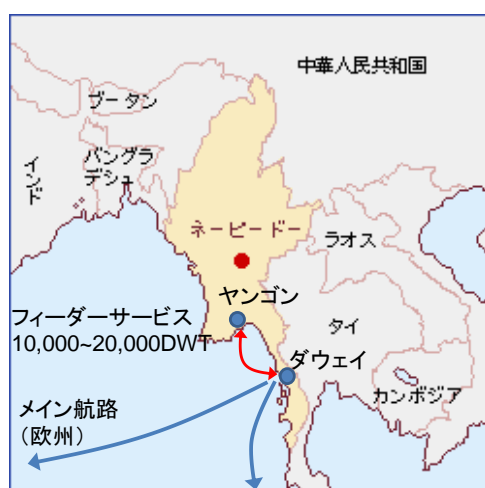 中華人民共和国
ブータン
インド
バングラ
デシュ
ネーピードー
ラオス
ヤンゴン
フィーダーサービス
10,000~20,000DWT
タイ
ダウェイ
カンボジア
メイン航路
（欧州）